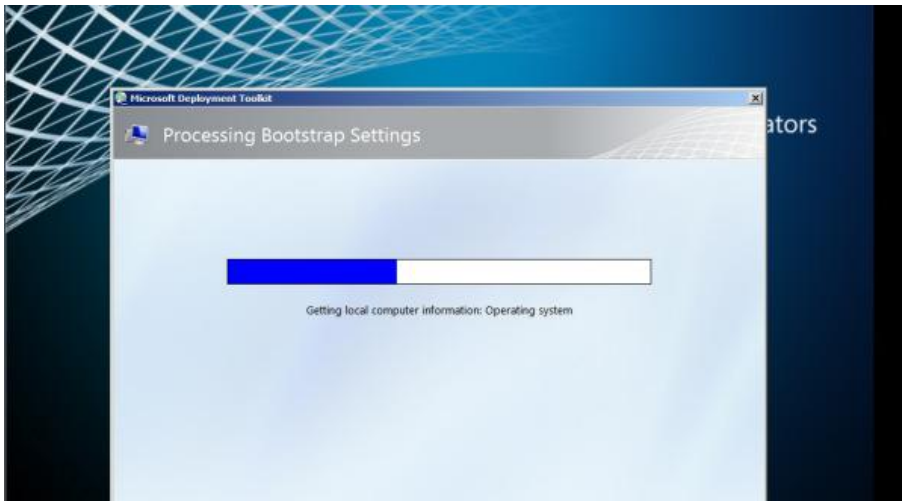 Microsoft Deployment Toolkit
Processing Bootstrap Settings
ators
Getting local computer information: Operating system